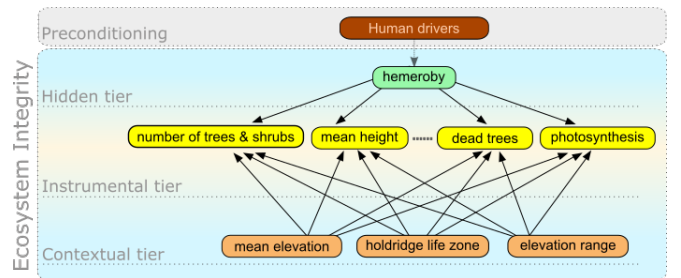 Preconditioning
Human drivers
Ecosystem Integrity
hemeroby
Hidden tier
number of trees & shrubs
mean height
dead trees
photosynthesis
Instrumental tier
mean elevation
holdridge life zone
elevation range
Contextual tier